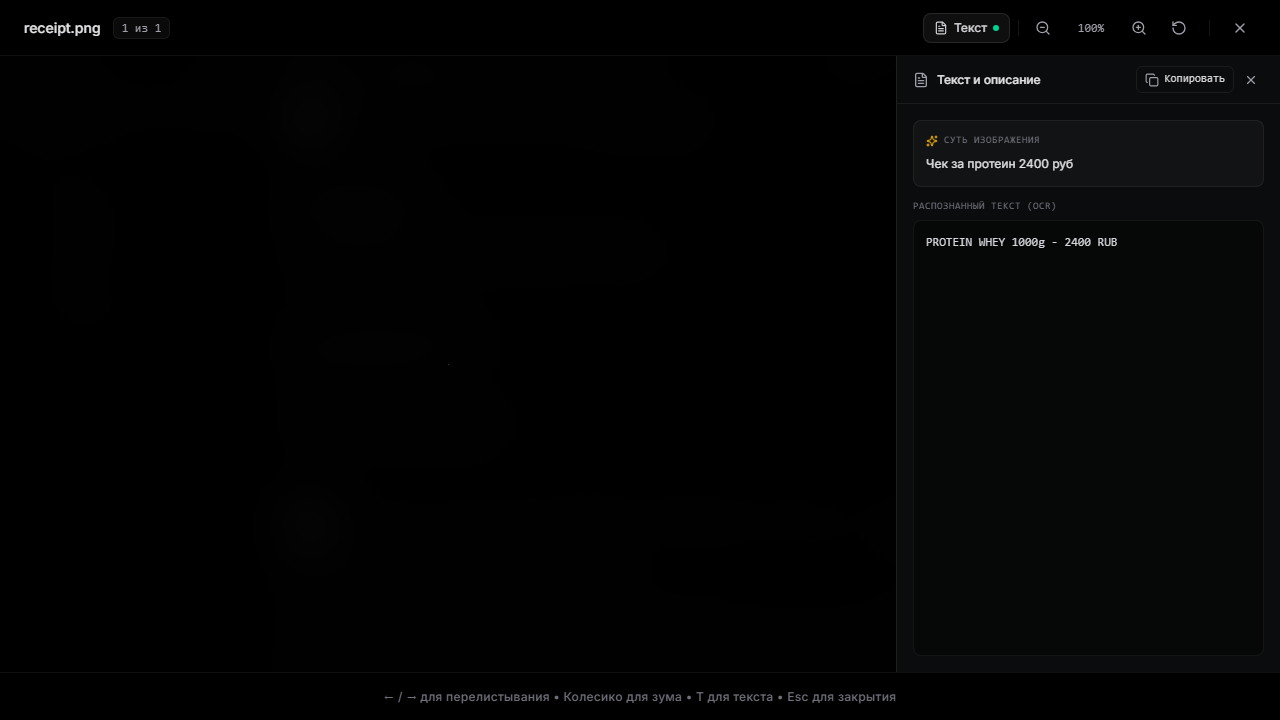 receipt.png
1 из 1
Текст
100%
Текст и описание
Копировать
СУТЬ ИЗОБРАЖЕНИЯ
Чек за протеин 2400 руб
РАСПОЗНАННЫЙ ТЕКСТ (OCR)
PROTEIN WHEY 1000g - 2400 RUB
← / → для перелистывания • Колесико для зума • T для текста • Esc для закрытия